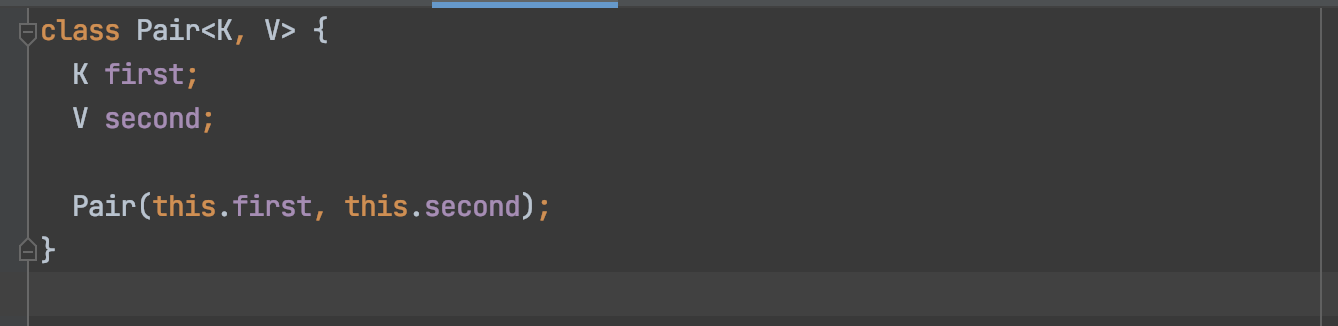 class Pair<K, V> {
  K first;
  V second;

  Pair(this.first, this.second);
}